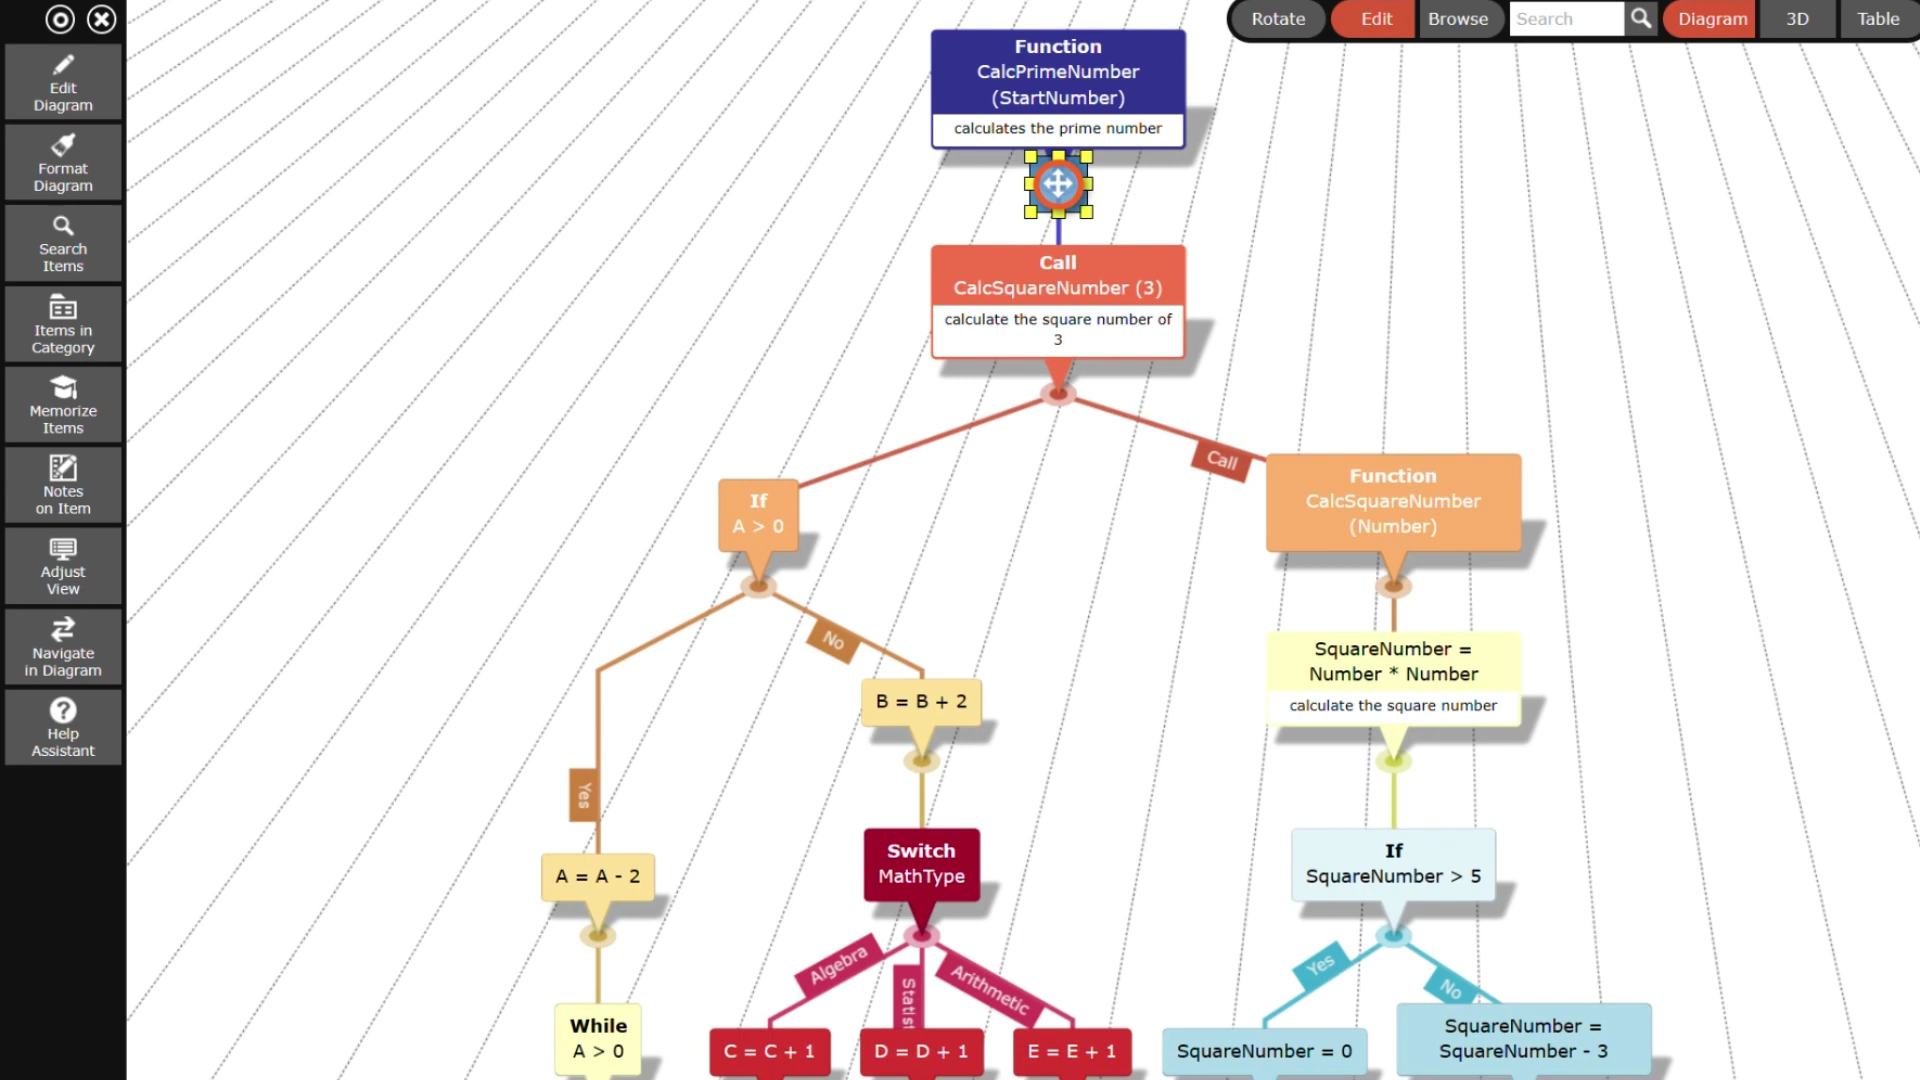 Rotate
Edit
Browse
Search
Diagram
3D
Table
Edit
Diagram
Format
Diagram
Search
Items
Items in
Category
Memorize
Items
Notes
on Item
Adjust
View
Navigate
in Diagram
Help
Assistant
Function
CalcPrimeNumber
(StartNumber)
calculates the prime number
Call
CalcSquareNumber (3)
calculate the square number of
3
Call
If
A > 0
Function
CalcSquareNumber
(Number)
No
SquareNumber =
Number * Number
calculate the square number
B = B + 2
Yes
A = A - 2
Switch
MathType
If
SquareNumber > 5
Algebra
Arithmetic
Yes
No
While
A > 0
C = C + 1
D = D + 1
E = E + 1
SquareNumber = 0
SquareNumber =
SquareNumber - 3